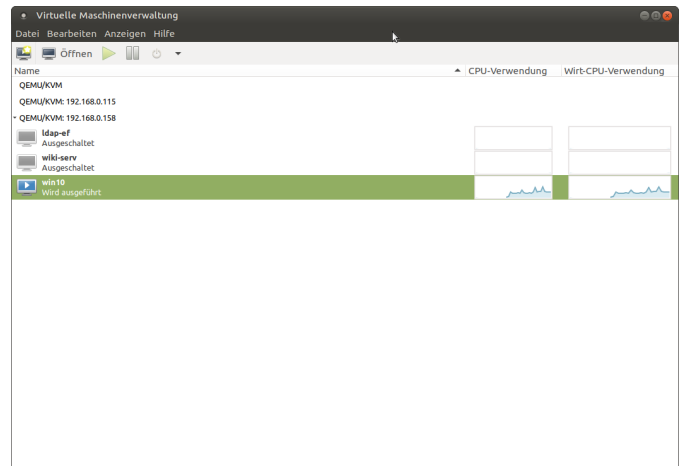 Virtuelle Maschinenverwaltung
Datei Bearbeiten Anzeigen Hilfe
Öffnen
Name CPU-Verwendung Wirt-CPU-Verwendung
QEMU/KVM
QEMU/KVM: 192.168.0.115
QEMU/KVM: 192.168.0.158
ldap-ef
Ausgeschaltet
wiki-serv
Ausgeschaltet
win10
Wird ausgeführt